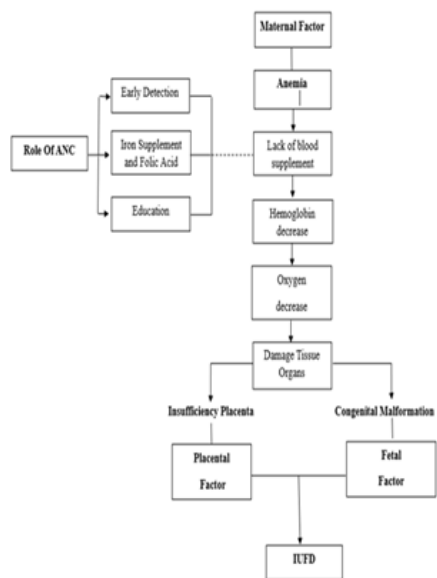 Maternal Factor
Anemia
Early Detection
Role Of ANC
Iron Supplement
and Folic Acid
Lack of blood
supplement
Education
Hemoglobin
decrease
Oxygen
decrease
Damage Tissue
Organs
Insufficiency Placenta
Congenital Malformation
Placental
Factor
Fetal
Factor
IUFD